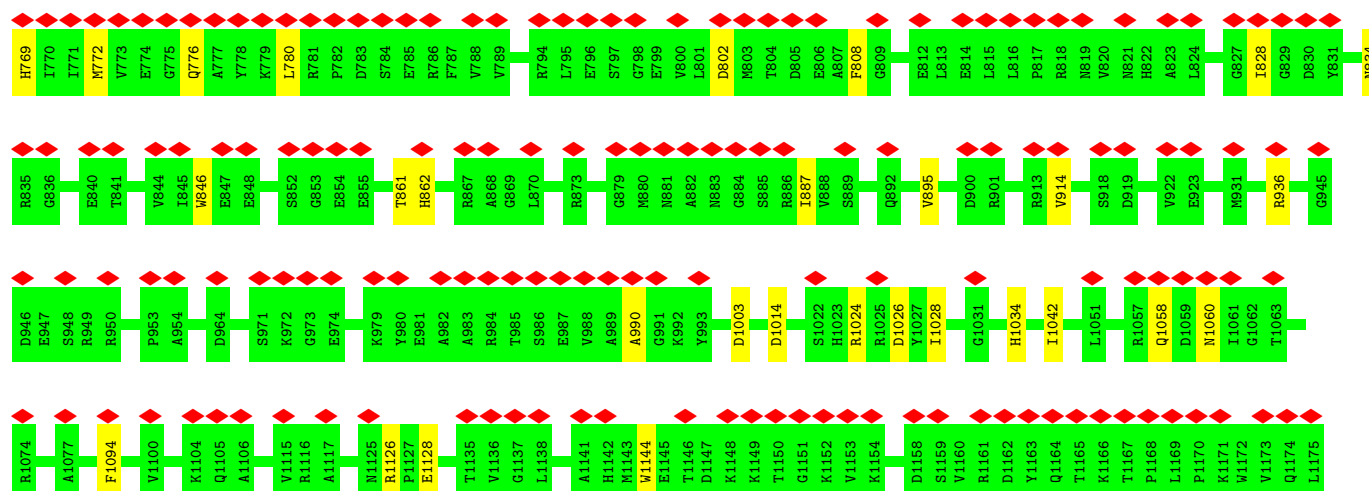 H769 I770 I771 M772 V773 E774 G775 Q776 A777 Y778 K779 L780 R781 P782 D783 S784 E785 R786 F787 V788 V789 R794 L795 E796 S797 G798 E799 V800 L801 D802 M803 T804 D805 E806 A807 F808 G809 E812 L813 E814 L815 L816 P817 R818 N819 V820 N821 H822 A823 L824 G827 I828 G829 D830 Y831
R835 G836 E840 T841 V844 I845 W846 E847 E848 S852 G853 E854 E855 T861 H862 R867 A868 G869 L870 R873 G879 M880 N881 A882 N883 G884 S885 R886 I887 V888 S889 Q892 V895 D900 R901 R913 V914 S918 D919 V922 E923 M931 R936 G945
D946 E947 S948 R949 R950 P953 A954 D964 S971 K972 G973 E974 K979 Y980 E981 A982 A983 R984 T985 S986 E987 V988 A989 A990 G991 K992 Y993 D1003 D1014 S1022 H1023 R1024 R1025 D1026 Y1027 I1028 G1031 H1034 I1042 L1051 R1057 Q1058 D1059 N1060 I1061 G1062 T1063
R1074 A1077 F1094 V1100 K1104 Q1105 A1106 V1115 R1116 A1117 N1125 R1126 P1127 E1128 T1135 V1136 G1137 L1138 A1141 H1142 M1143 W1144 E1145 T1146 D1147 K1148 K1149 T1150 G1151 K1152 V1153 K1154 D1158 S1159 V1160 R1161 D1162 Y1163 Q1164 T1165 K1166 T1167 P1168 L1169 P1170 K1171 W1172 V1173 Q1174 L1175